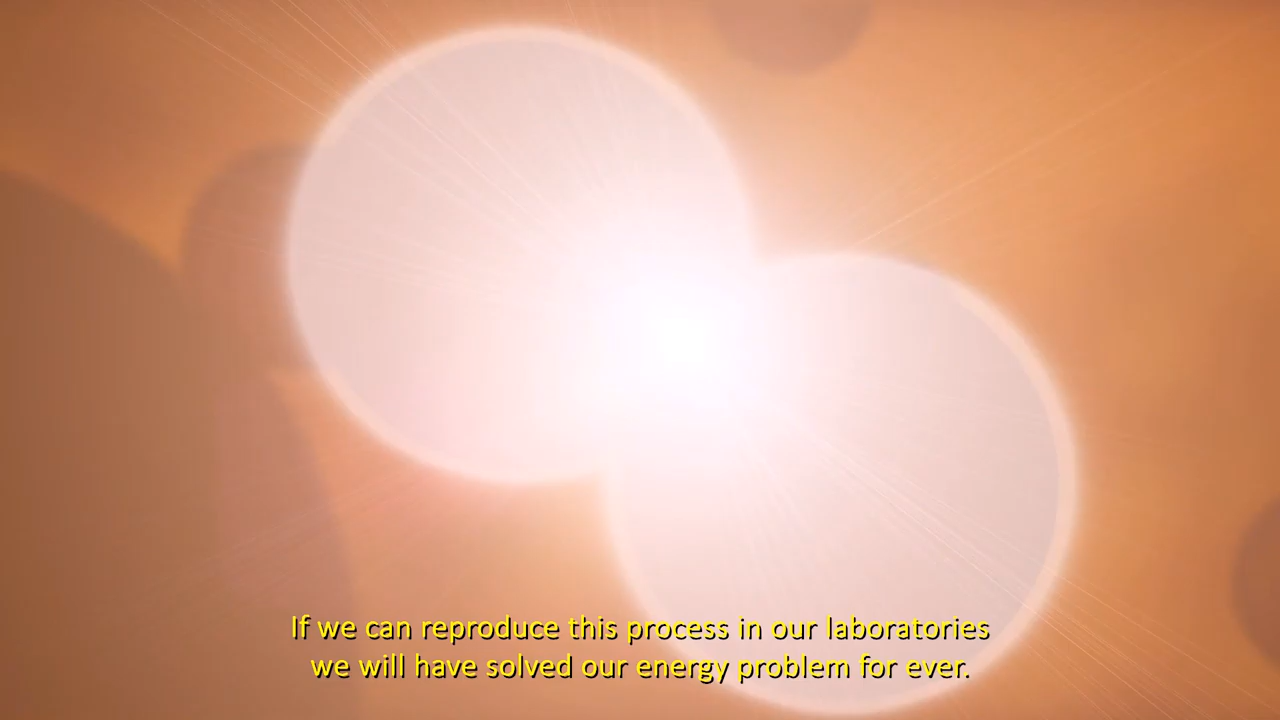 If we can reproduce this process in our laboratories
we will have solved our energy problem for ever.